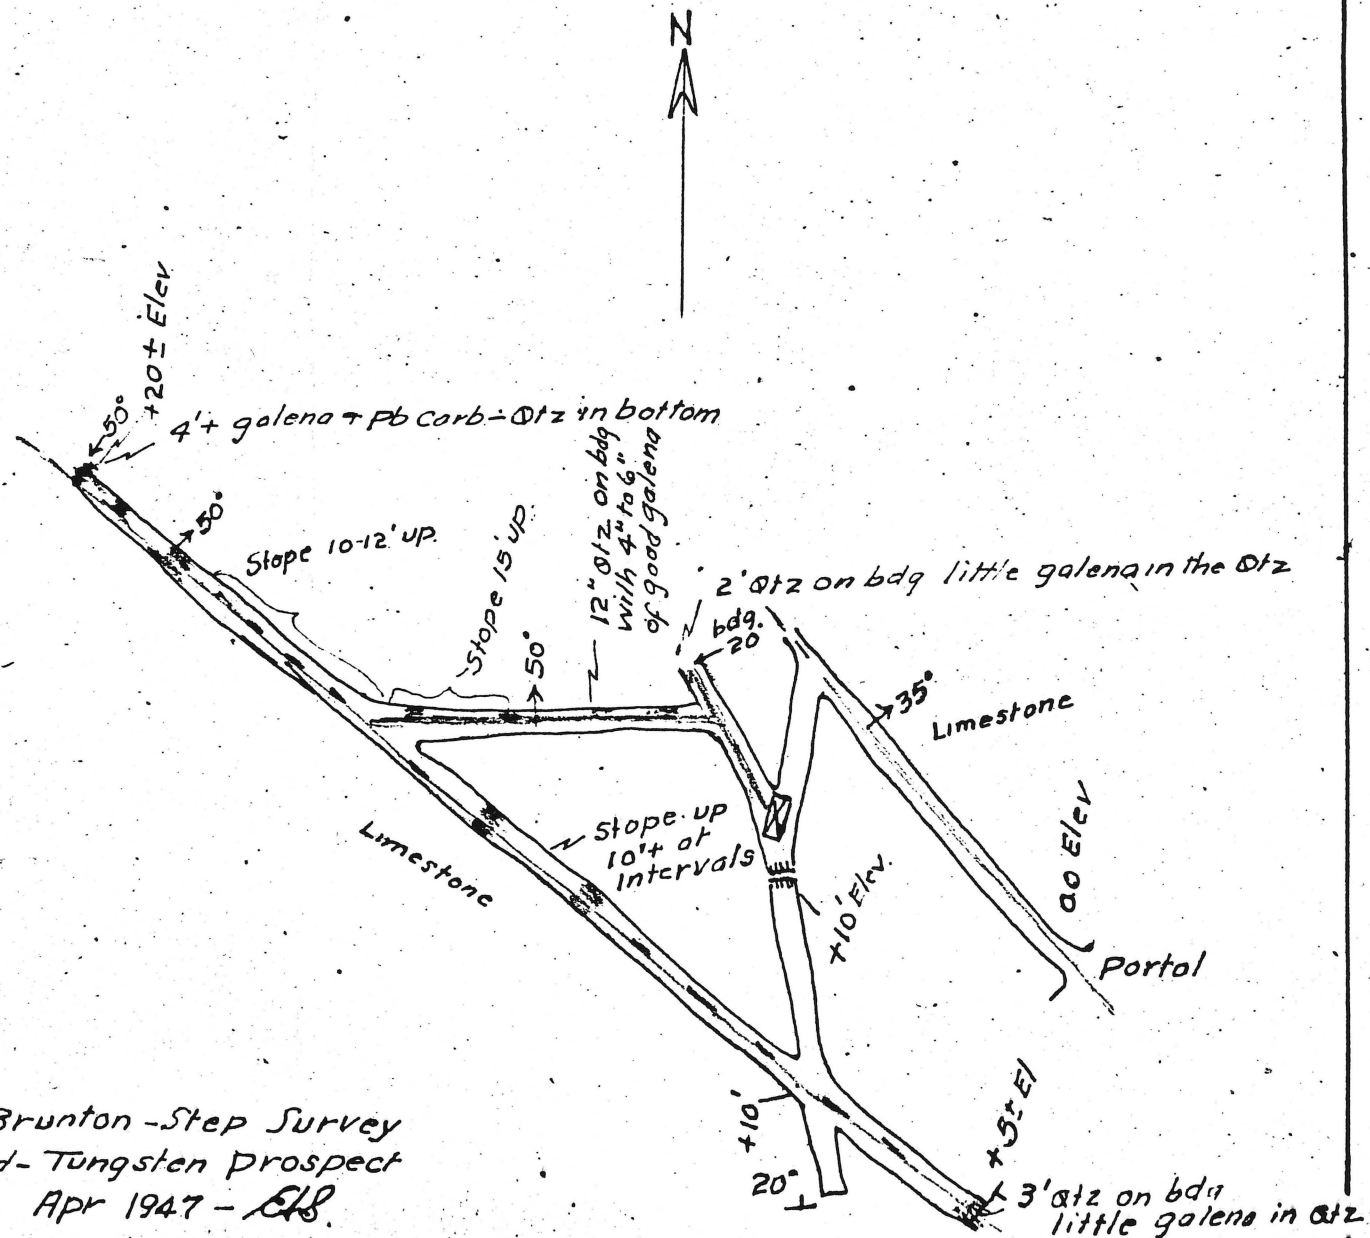 N
+20± Elev
50°
4'+ galena + Pb Carb - Qtz in bottom
50°
Stope 10-12' up.
Stope 15' up.
50°
12" Qtz on bdg
with 4" to 6"
of good galena
2' Qtz on bdg little galena in the Qtz
bdg.
20
35°
Limestone
0.0 Elev
Portal
Stope up
10'+ at
Intervals
+10' Elev.
Limestone
+10'
20°
+5± El
3' Qtz on bdg
little galena in Qtz
Brunton - Step Survey
- Tungsten Prospect
Apr 1947 -